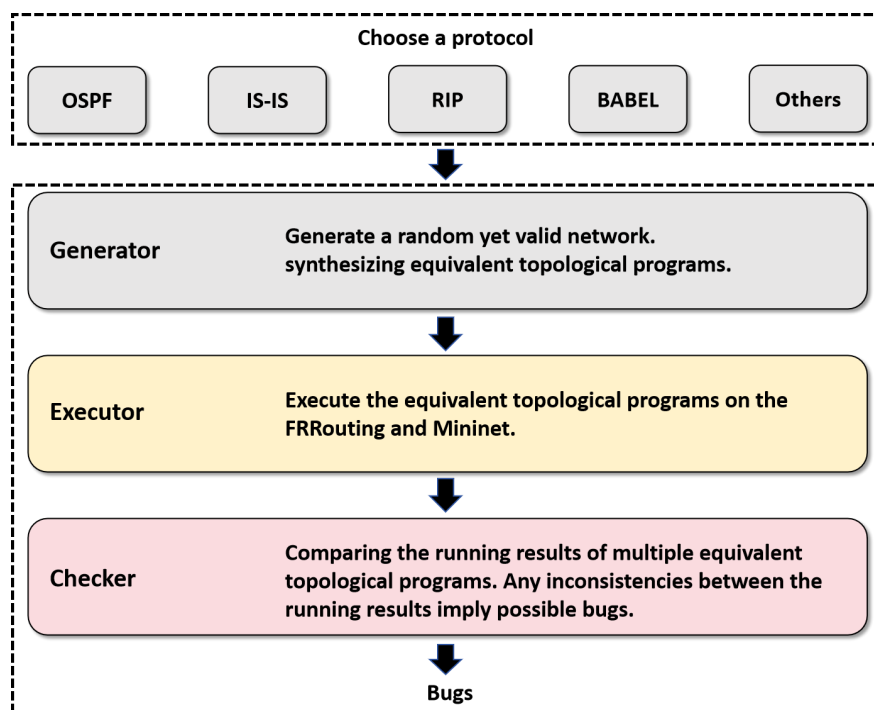 Choose a protocol
OSPF
IS-IS
RIP
BABEL
Others
Generator
Generate a random yet valid network.
synthesizing equivalent topological programs.
Executor
Execute the equivalent topological programs on the
FRRouting and Mininet.
Checker
Comparing the running results of multiple equivalent
topological programs. Any inconsistencies between the
running results imply possible bugs.
Bugs